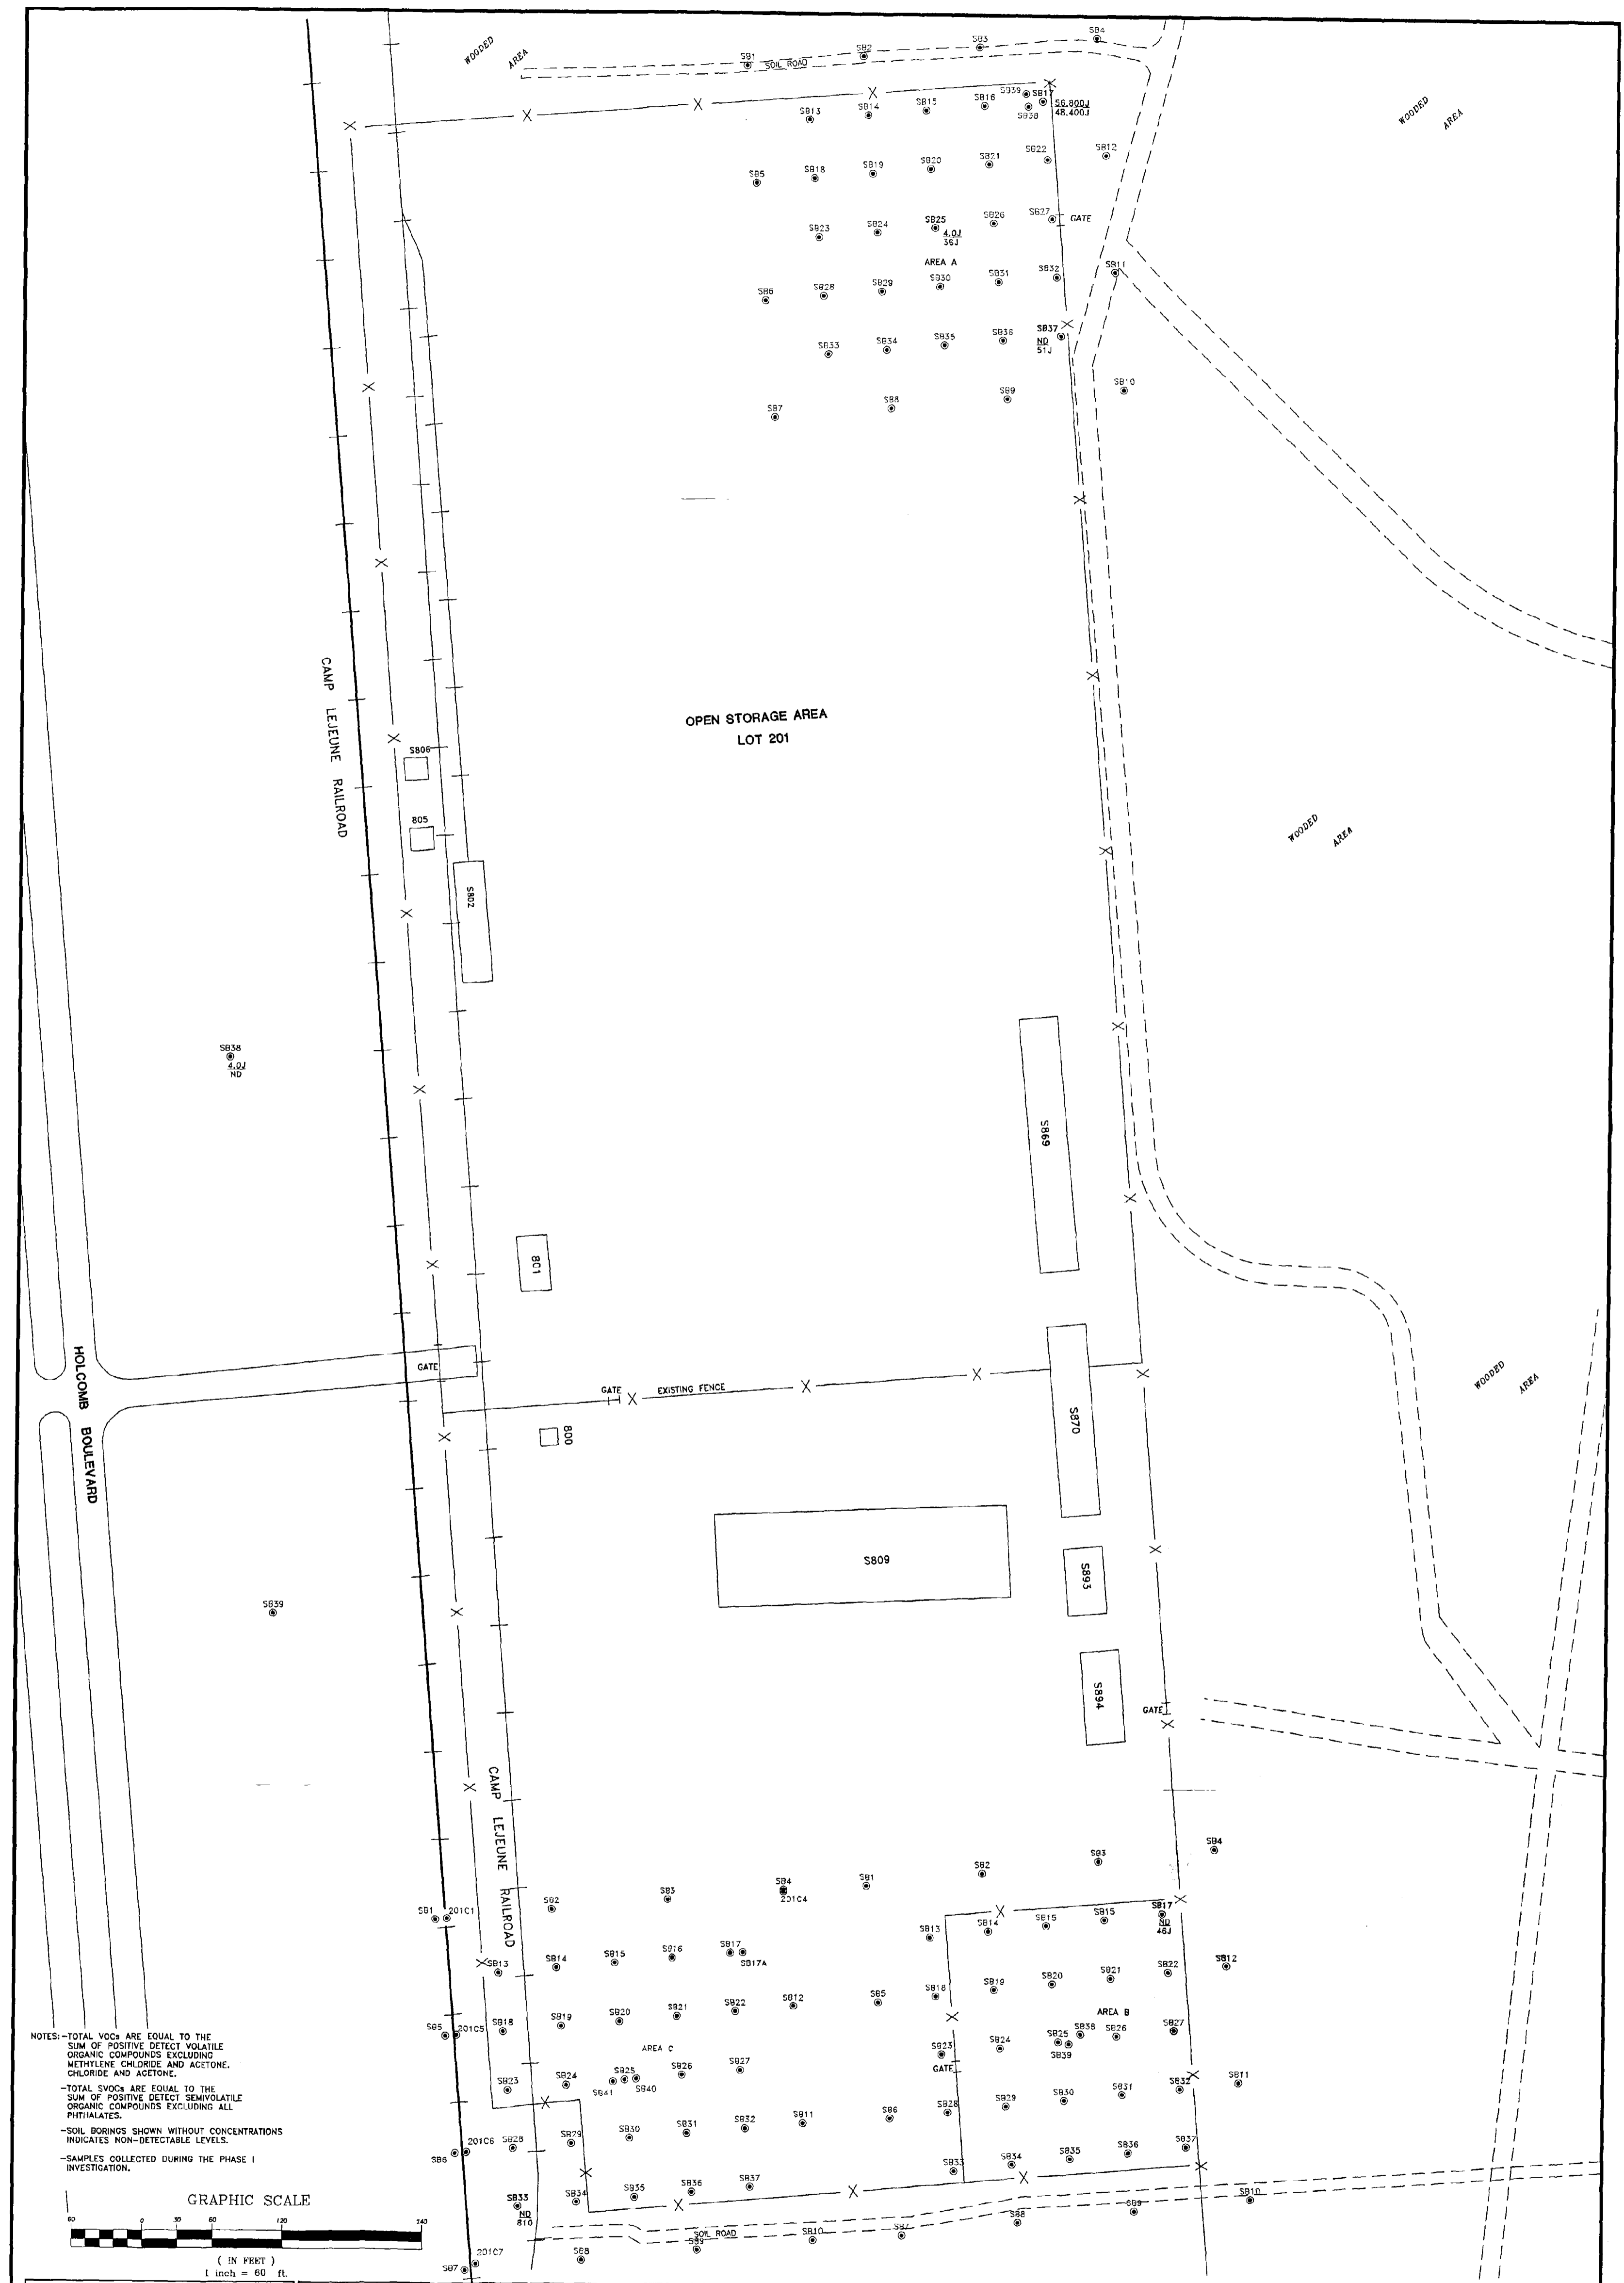 WOODED
AREA
SB1
SB2
SB3
SB4
SOIL ROAD
WOODED
AREA
SB13
SB14
SB15
SB16
SB39
SB17
SB38
56,800J
48,400J
SB5
SB18
SB19
SB20
SB21
SB22
SB12
SB23
SB24
SB25
4.0J
36J
SB26
SB27
GATE
AREA A
SB6
SB28
SB29
SB30
SB31
SB32
SB11
SB33
SB34
SB35
SB36
SB37
ND
51J
SB7
SB8
SB9
SB10
CAMP LEJEUNE RAILROAD
OPEN STORAGE AREA
LOT 201
S806
805
S802
WOODED
AREA
SB38
4.0J
ND
S869
801
HOLCOMB BOULEVARD
GATE
GATE
EXISTING FENCE
S870
WOODED
AREA
800
S809
S893
SB39
S894
GATE
CAMP LEJEUNE RAILROAD
SB1
201C1
SB2
SB3
SB4
201C4
SB1
SB2
SB3
SB4
SB13
SB14
SB15
SB16
SB17
SB17A
SB13
SB14
SB15
SB15
SB17
ND
46J
SB5
201C5
SB18
SB19
SB20
SB21
SB22
SB12
SB5
SB18
SB19
SB20
SB21
SB22
SB12
AREA B
AREA C
SB23
SB24
SB25
SB41
SB40
SB26
SB27
SB23
GATE
SB24
SB25
SB38
SB39
SB26
SB27
SB6
201C6
SB28
SB29
SB30
SB31
SB32
SB11
SB6
SB28
SB29
SB30
SB31
SB32
SB11
SB33
ND
810
SB34
SB35
SB36
SB37
SB33
SB34
SB35
SB36
SB37
SB7
201C7
SB8
SB9
SOIL ROAD
SB10
SB7
SB8
SB9
SB10
NOTES:-TOTAL VOCs ARE EQUAL TO THE
SUM OF POSITIVE DETECT VOLATILE
ORGANIC COMPOUNDS EXCLUDING
METHYLENE CHLORIDE AND ACETONE.
CHLORIDE AND ACETONE.
-TOTAL SVOCs ARE EQUAL TO THE
SUM OF POSITIVE DETECT SEMIVOLATILE
ORGANIC COMPOUNDS EXCLUDING ALL
PHTHALATES.
-SOIL BORINGS SHOWN WITHOUT CONCENTRATIONS
INDICATES NON-DETECTABLE LEVELS.
-SAMPLES COLLECTED DURING THE PHASE I
INVESTIGATION.
GRAPHIC SCALE
60 0 30 60 120 240
( IN FEET )
1 inch = 60 ft.